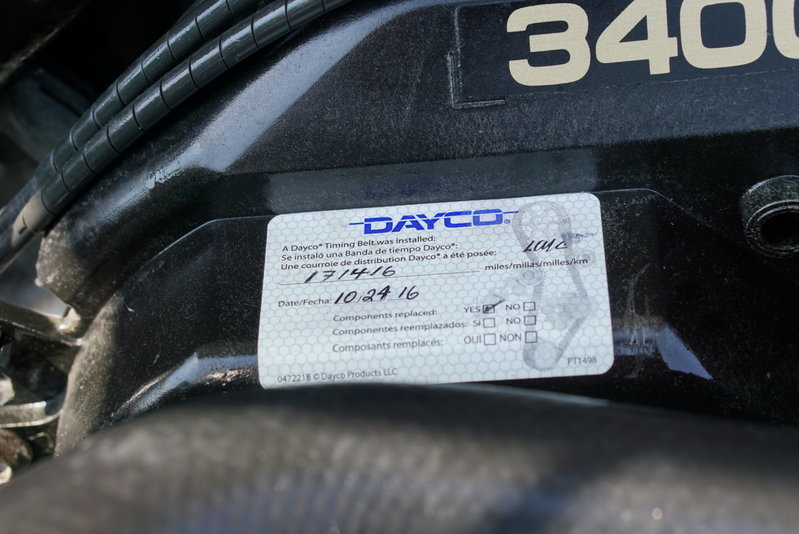 3400
DAYCO®
A Dayco® Timing Belt was installed:
Se instaló una Banda de tiempo Dayco®:
Une courroie de distribution Dayco® a été posée:
171416 miles/millas/milles/km
Date/Fecha: 10/24 16
Components replaced: YES NO
Componentes reemplazados: Sí NO
Composants remplacés: OUI NON
047221B © Dayco Products LLC PT1498